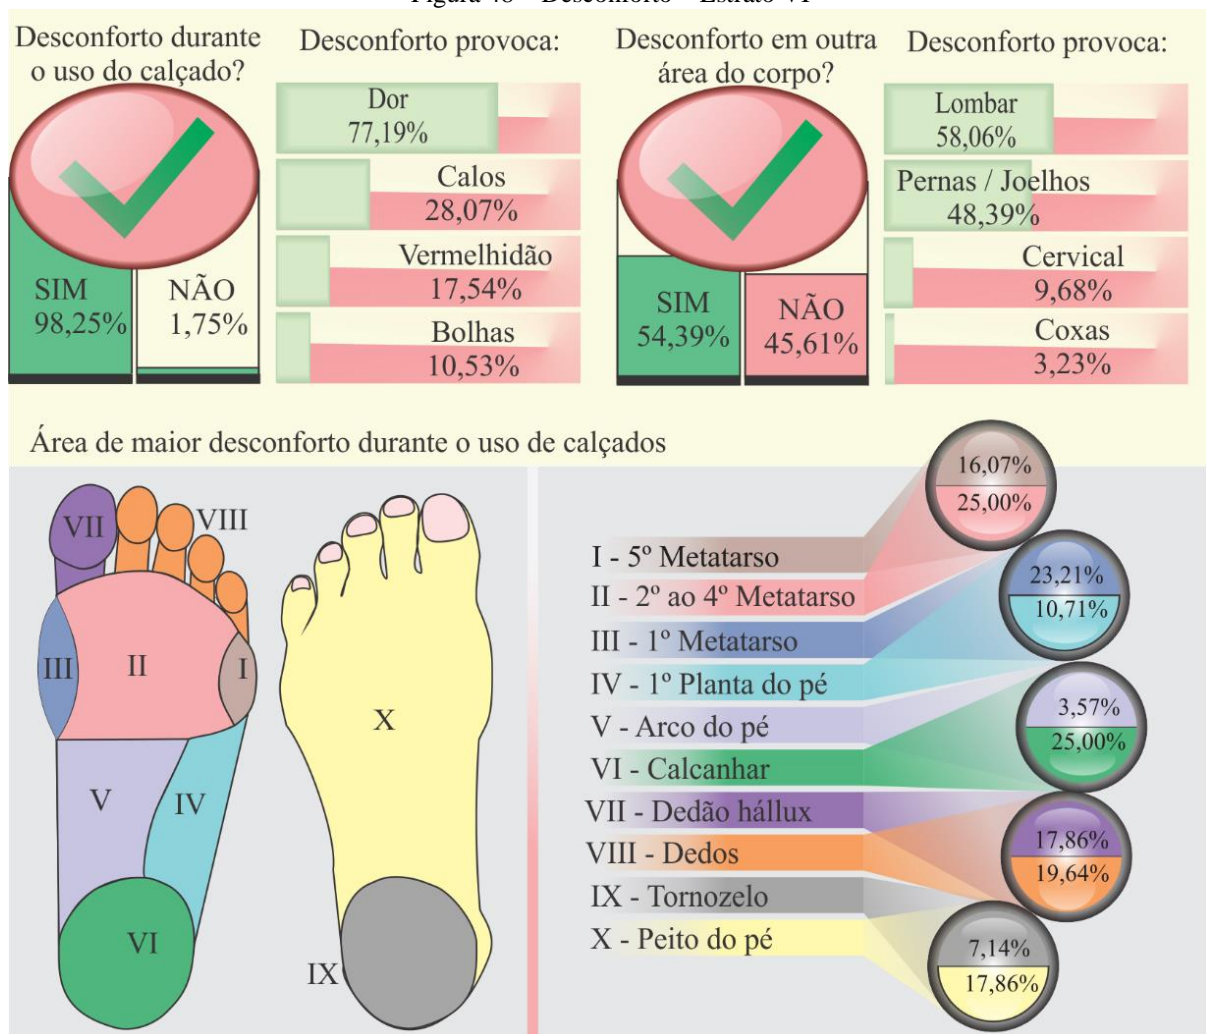 Figura 48 – Desconforto – Estrato VI
Desconforto durante
o uso do calçado?
SIM
98,25%
NÃO
1,75%
Desconforto provoca:
Dor
77,19%
Calos
28,07%
Vermelhidão
17,54%
Bolhas
10,53%
Desconforto em outra
área do corpo?
SIM
54,39%
NÃO
45,61%
Desconforto provoca:
Lombar
58,06%
Pernas / Joelhos
48,39%
Cervical
9,68%
Coxas
3,23%
Área de maior desconforto durante o uso de calçados
VII
VIII
III
II
I
V
IV
VI
X
IX
I - 5º Metatarso
II - 2º ao 4º Metatarso
III - 1º Metatarso
IV - 1º Planta do pé
V - Arco do pé
VI - Calcanhar
VII - Dedão hállux
VIII - Dedos
IX - Tornozelo
X - Peito do pé
16,07%
25,00%
23,21%
10,71%
3,57%
25,00%
17,86%
19,64%
7,14%
17,86%